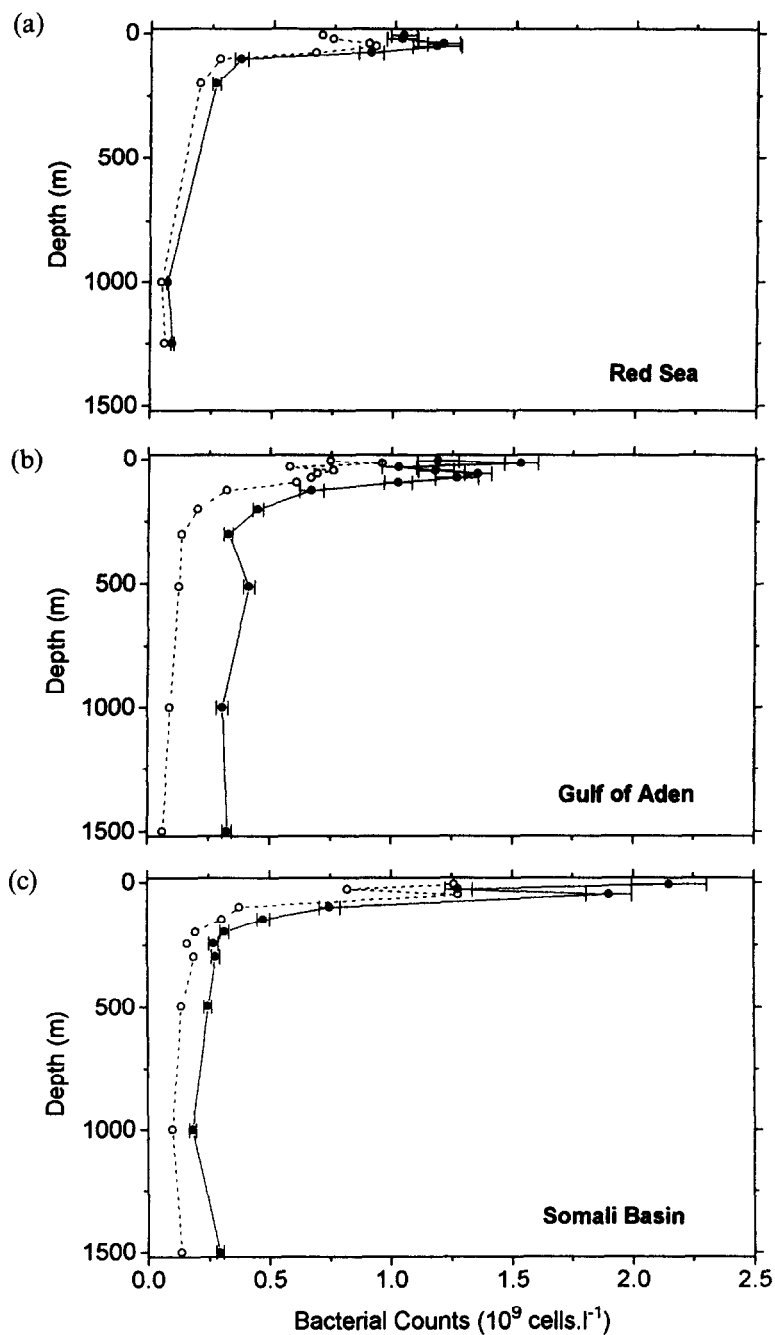 (a)
0
500
1000
1500
Depth (m)
Red Sea
(b)
0
500
1000
1500
Depth (m)
Gulf of Aden
(c)
0
500
1000
1500
Depth (m)
Somali Basin
0.0 0.5 1.0 1.5 2.0 2.5
Bacterial Counts (10⁹ cells.l⁻¹)